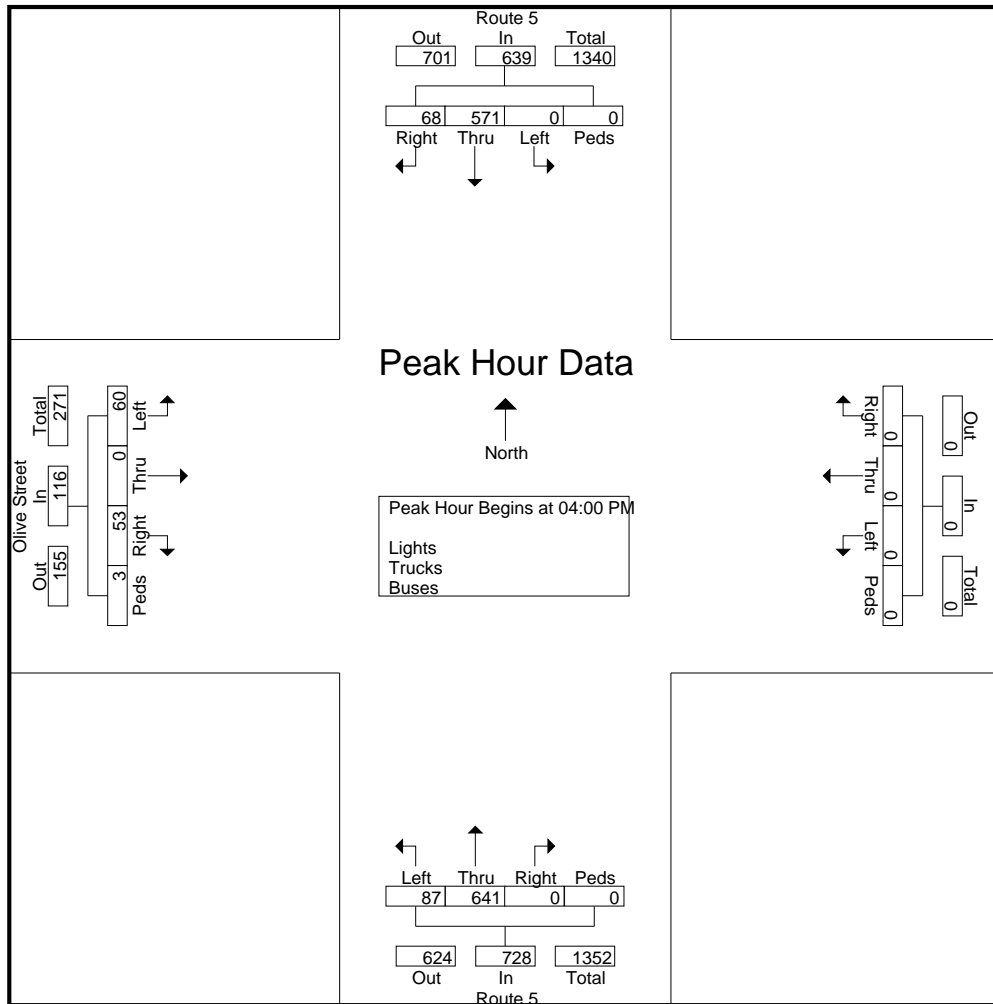 Route 5
Out In Total
701 639 1340
68 571 0 0
Right Thru Left Peds
Peak Hour Data
North
Peak Hour Begins at 04:00 PM
Lights
Trucks
Buses
Olive Street
Out In Total
155 116 271
3 53 0 60
Peds Right Thru Left
Out In Total
0 0 0
0 0 0 0
Right Thru Left Peds
Left Thru Right Peds
87 641 0 0
624 728 1352
Out In Total
Route 5